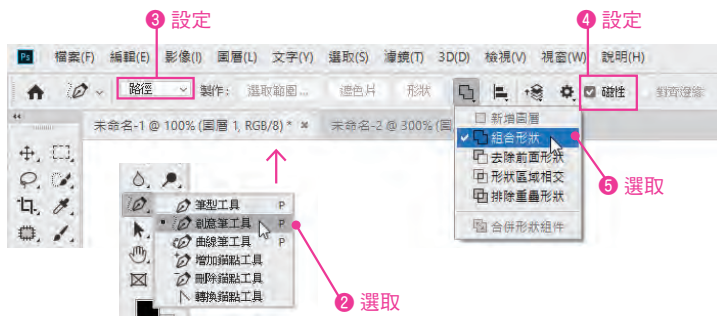 ❸ 設定
❹ 設定
Ps 檔案(F) 編輯(E) 影像(I) 圖層(L) 文字(Y) 選取(S) 濾鏡(T) 3D(D) 檢視(V) 視窗(W) 說明(H)
路徑 製作： 選取範圍... 遮色片 形狀 磁性 對齊邊緣
未命名-1 @ 100% (圖層 1, RGB/8) * × 未命名-2 @ 300% (圖
新增圖層
組合形狀
去除前面形狀
形狀區域相交
排除重疊形狀
合併形狀組件
❺ 選取
筆型工具 P
創意筆工具 P
曲線筆工具 P
增加錨點工具
刪除錨點工具
轉換錨點工具
❷ 選取